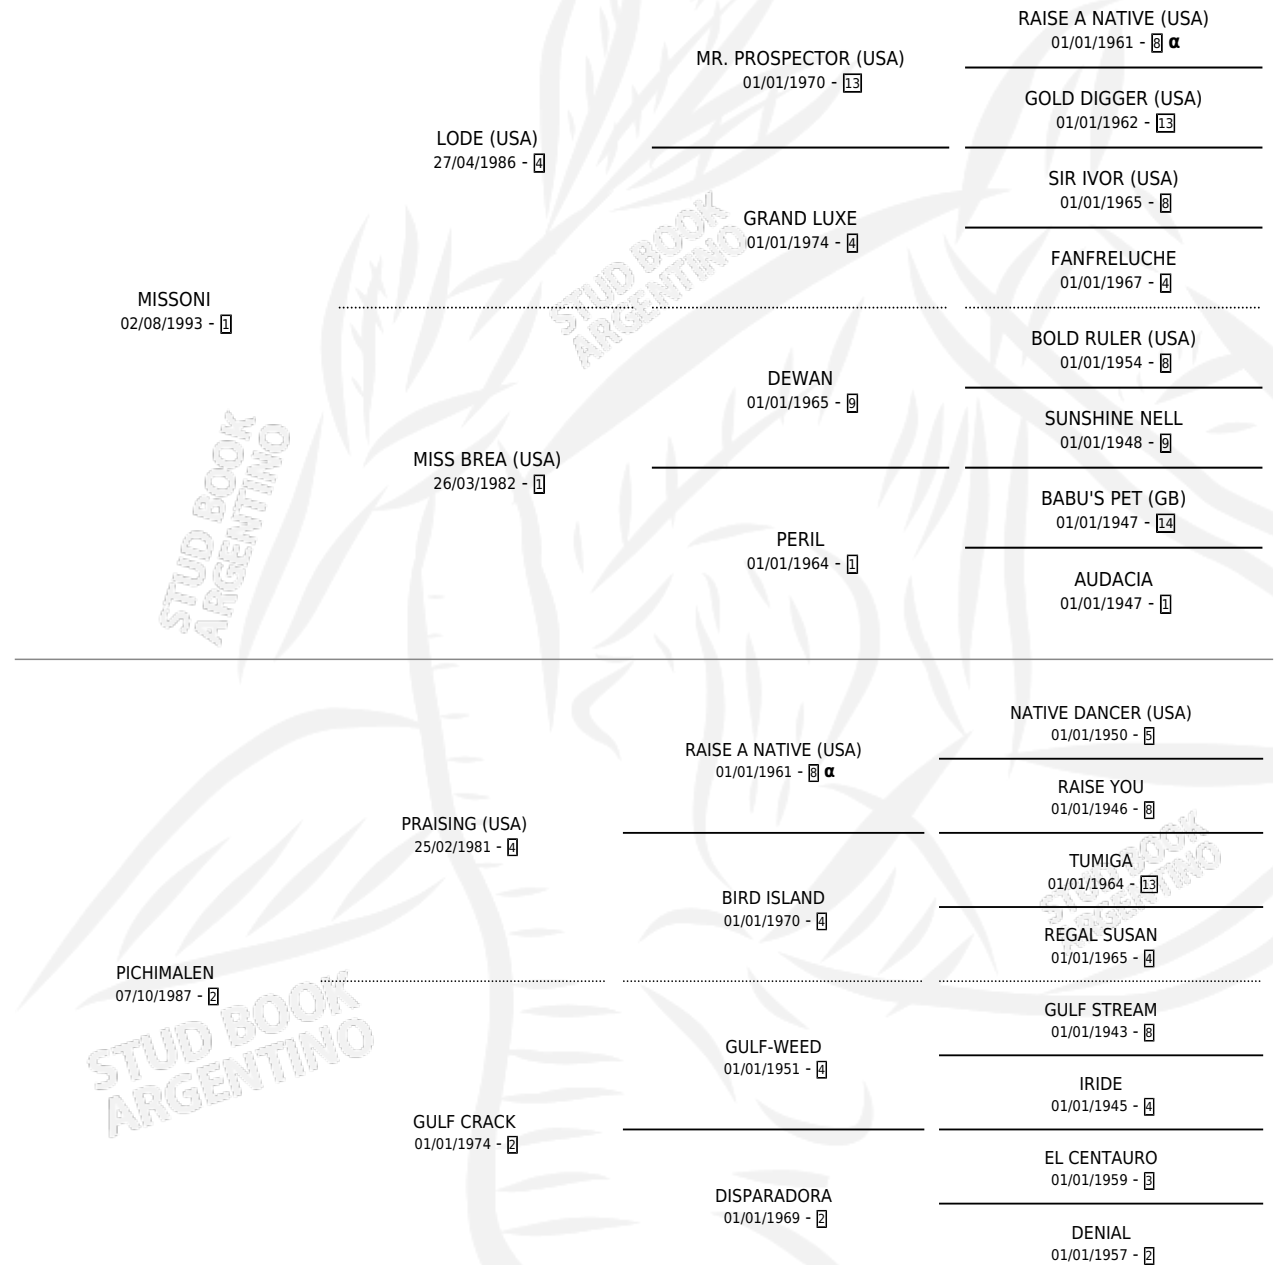 RAISE A NATIVE (USA)
01/01/1961 - 8 α
MR. PROSPECTOR (USA)
01/01/1970 - 13
GOLD DIGGER (USA)
01/01/1962 - 13
LODE (USA)
27/04/1986 - 4
SIR IVOR (USA)
01/01/1965 - 8
GRAND LUXE
01/01/1974 - 4
FANFRELUCHE
01/01/1967 - 4
MISSONI
02/08/1993 - 1
BOLD RULER (USA)
01/01/1954 - 8
DEWAN
01/01/1965 - 9
SUNSHINE NELL
01/01/1948 - 9
MISS BREA (USA)
26/03/1982 - 1
BABU'S PET (GB)
01/01/1947 - 14
PERIL
01/01/1964 - 1
AUDACIA
01/01/1947 - 1
STUD BOOK
ARGENTINO
STUD BOOK
ARGENTINO
NATIVE DANCER (USA)
01/01/1950 - 5
RAISE A NATIVE (USA)
01/01/1961 - 8 α
RAISE YOU
01/01/1946 - 8
PRAISING (USA)
25/02/1981 - 4
TUMIGA
01/01/1964 - 13
BIRD ISLAND
01/01/1970 - 4
REGAL SUSAN
01/01/1965 - 4
PICHIMALEN
07/10/1987 - 2
GULF STREAM
01/01/1943 - 8
GULF-WEED
01/01/1951 - 4
IRIDE
01/01/1945 - 4
GULF CRACK
01/01/1974 - 2
EL CENTAURO
01/01/1959 - 3
DISPARADORA
01/01/1969 - 2
DENIAL
01/01/1957 - 2
STUD BOOK
ARGENTINO
STUD BOOK
ARGENTINO